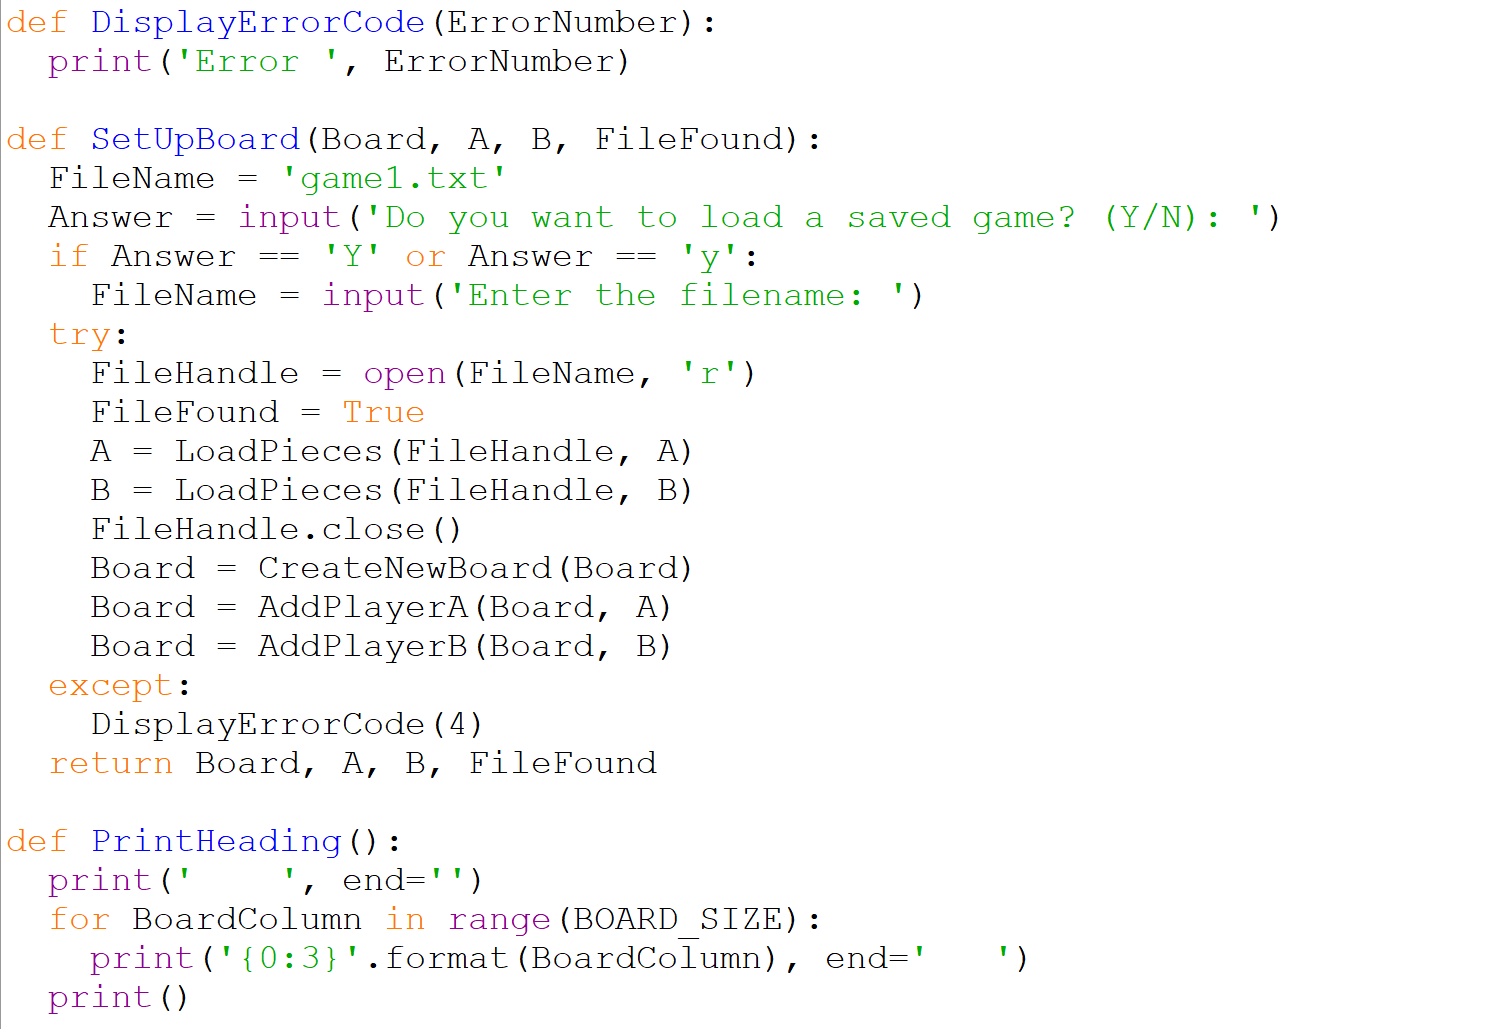 def DisplayErrorCode(ErrorNumber):
  print('Error ', ErrorNumber)

def SetUpBoard(Board, A, B, FileFound):
  FileName = 'game1.txt'
  Answer = input('Do you want to load a saved game? (Y/N): ')
  if Answer == 'Y' or Answer == 'y':
    FileName = input('Enter the filename: ')
  try:
    FileHandle = open(FileName, 'r')
    FileFound = True
    A = LoadPieces(FileHandle, A)
    B = LoadPieces(FileHandle, B)
    FileHandle.close()
    Board = CreateNewBoard(Board)
    Board = AddPlayerA(Board, A)
    Board = AddPlayerB(Board, B)
  except:
    DisplayErrorCode(4)
  return Board, A, B, FileFound

def PrintHeading():
  print('    ', end='')
  for BoardColumn in range(BOARD_SIZE):
    print('{0:3}'.format(BoardColumn), end='   ')
  print()